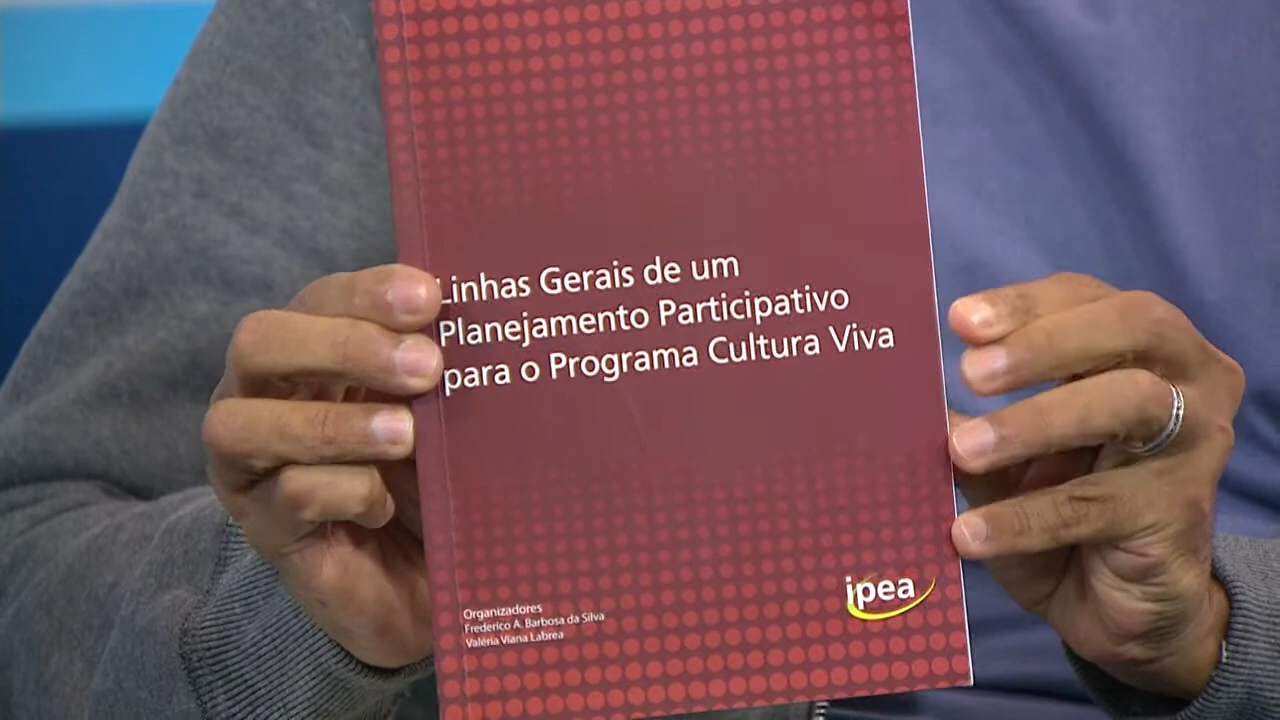 Linhas Gerais de um
Planejamento Participativo
para o Programa Cultura Viva
Organizadores
Frederico A. Barbosa da Silva
Valéria Viana Labrea
ipea